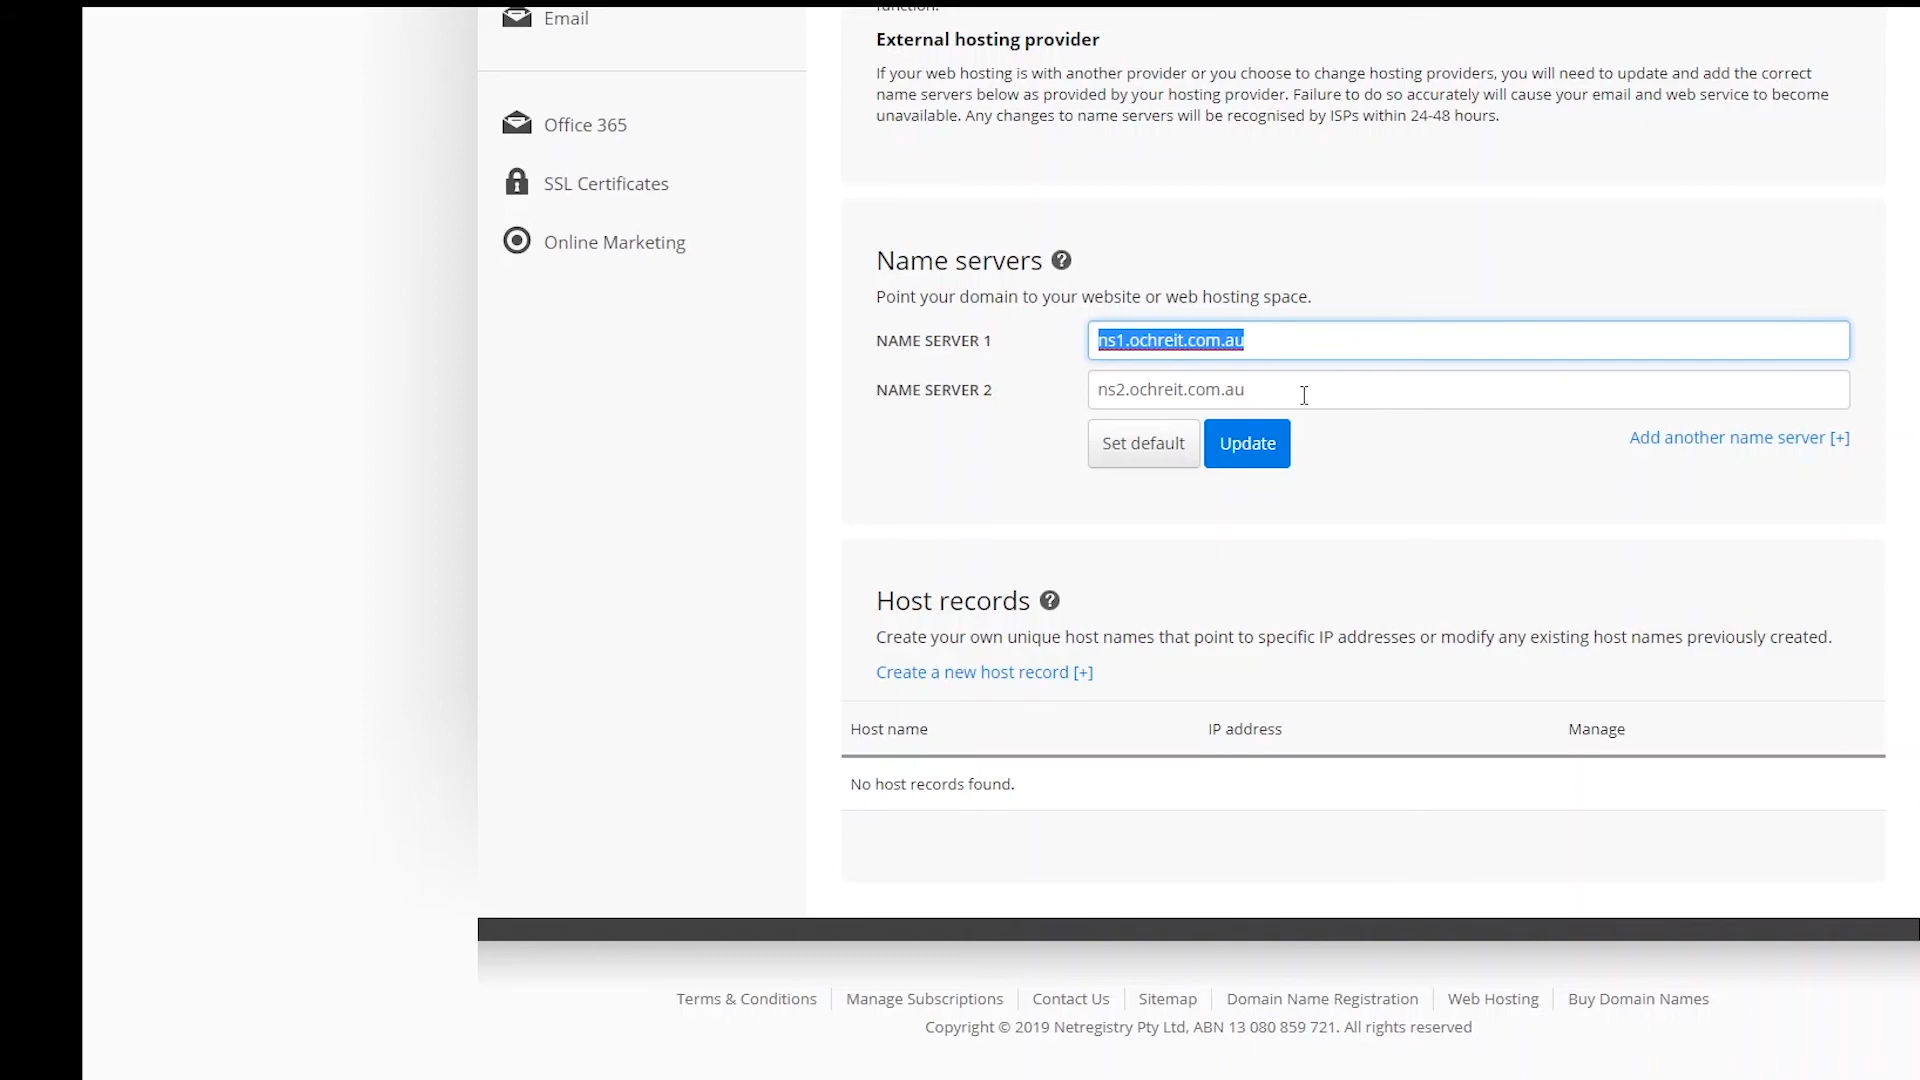 Email
Office 365
SSL Certificates
Online Marketing
function.
External hosting provider
If your web hosting is with another provider or you choose to change hosting providers, you will need to update and add the correct
name servers below as provided by your hosting provider. Failure to do so accurately will cause your email and web service to become
unavailable. Any changes to name servers will be recognised by ISPs within 24-48 hours.
Name servers ?
Point your domain to your website or web hosting space.
NAME SERVER 1 ns1.ochreit.com.au
NAME SERVER 2 ns2.ochreit.com.au
Set default Update Add another name server [+]
Host records ?
Create your own unique host names that point to specific IP addresses or modify any existing host names previously created.
Create a new host record [+]
Host name IP address Manage
No host records found.
Terms & Conditions Manage Subscriptions Contact Us Sitemap Domain Name Registration Web Hosting Buy Domain Names
Copyright © 2019 Netregistry Pty Ltd, ABN 13 080 859 721. All rights reserved